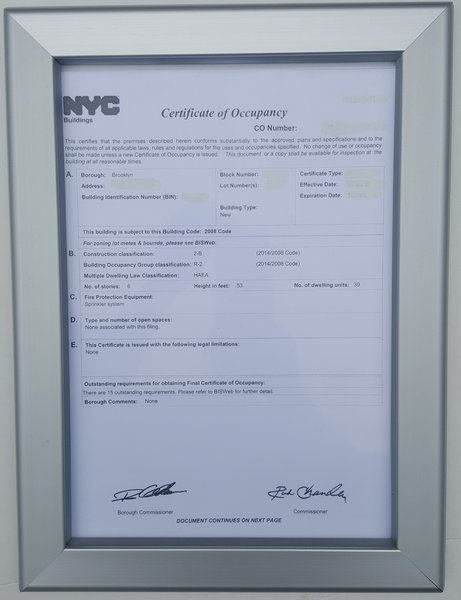 NYC
Buildings
Certificate of Occupancy
CO Number:
This certifies that the premises described herein conforms substantially to the approved plans and specifications and to the
requirements of all applicable laws, rules and regulations for the uses and occupancies specified. No change of use or occupancy
shall be made unless a new Certificate of Occupancy is issued. This document or a copy shall be available for inspection at the
building at all reasonable times.
A. Borough: Brooklyn Block Number: Certificate Type:
Address: Lot Number(s): Effective Date:
Building Identification Number (BIN): Expiration Date:
Building Type:
New
This building is subject to this Building Code: 2008 Code
For zoning lot metes & bounds, please see BISWeb.
B. Construction classification: 2-B (2014/2008 Code)
Building Occupancy Group classification: R-2 (2014/2008 Code)
Multiple Dwelling Law Classification: HAEA
No. of stories: 6 Height in feet: 53 No. of dwelling units: 39
C. Fire Protection Equipment:
Sprinkler system
D. Type and number of open spaces:
None associated with this filing.
E. This Certificate is issued with the following legal limitations:
None
Outstanding requirements for obtaining Final Certificate of Occupancy:
There are 15 outstanding requirements. Please refer to BISWeb for further detail.
Borough Comments: None
Borough Commissioner Commissioner
DOCUMENT CONTINUES ON NEXT PAGE